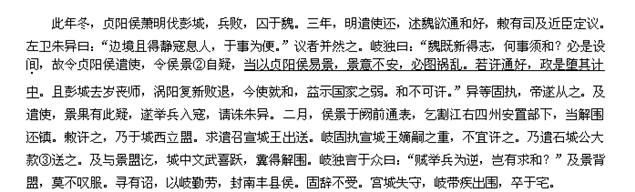 此年冬，贞阳侯萧明伐彭城，兵败，囚于魏。三年，明遣使还，述魏欲通和好，敕有司及近臣定议。
左卫朱异曰：“边境且得静寇息人，于事为便。”议者并然之。岐独曰：“魏既新得志，何事须和？必是设
间，故令贞阳侯遣使，令侯景②自疑，当以贞阳侯易景，景意不安，必图祸乱。若许通好，政是堕其计
中。且彭城去岁丧师，涡阳复新败退，今使就和，益示国家之弱。和不可许。”异等固执，帝遂从之。及
遣使，景果有此疑，遂举兵入寇，请诛朱异。二月，侯景于阙前通表，乞割江右四州安置部下，当解围
还镇。敕许之，乃于城西立盟。求遣召宣城王出送。岐固执宣城王嫡嗣之重，不宜许之。乃遣石城公大
款③送之。及与景盟讫，城中文武喜跃，冀得解围。岐独言于众曰：“贼举兵为逆，岂有求和？”及景背
盟，莫不叹服。寻有诏，以岐勤劳，封南丰县侯。固辞不受。宫城失守，岐带疾出围，卒于宅。